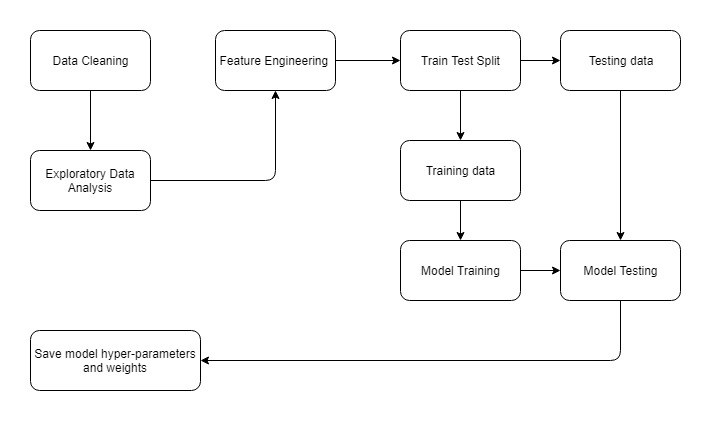 Data Cleaning
Feature Engineering
Train Test Split
Testing data
Exploratory Data
Analysis
Training data
Model Training
Model Testing
Save model hyper-parameters
and weights